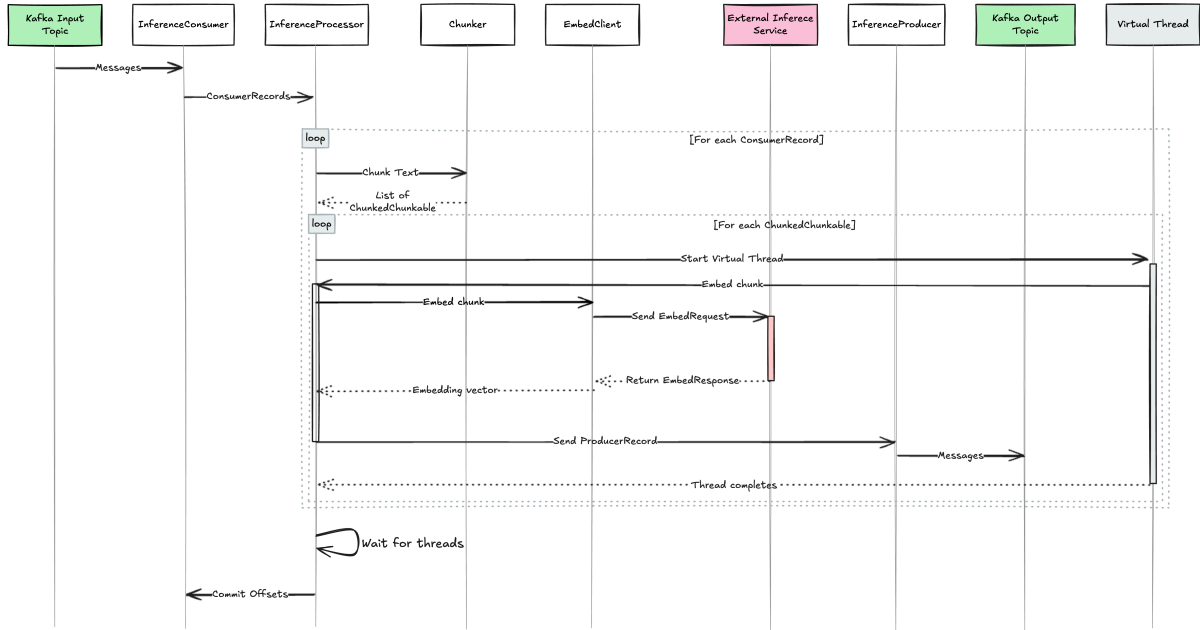 Kafka Input
Topic
InferenceConsumer
InferenceProcessor
Chunker
EmbedClient
External Inferece
Service
InferenceProducer
Kafka Output
Topic
Virtual Thread
Messages
ConsumerRecords
loop
[For each ConsumerRecord]
Chunk Text
List of
ChunkedChunkable
loop
[For each ChunkedChunkable]
Start Virtual Thread
Embed chunk
Embed chunk
Send EmbedRequest
Return EmbedResponse
Embedding vector
Send ProducerRecord
Messages
Thread completes
Wait for threads
Commit Offsets